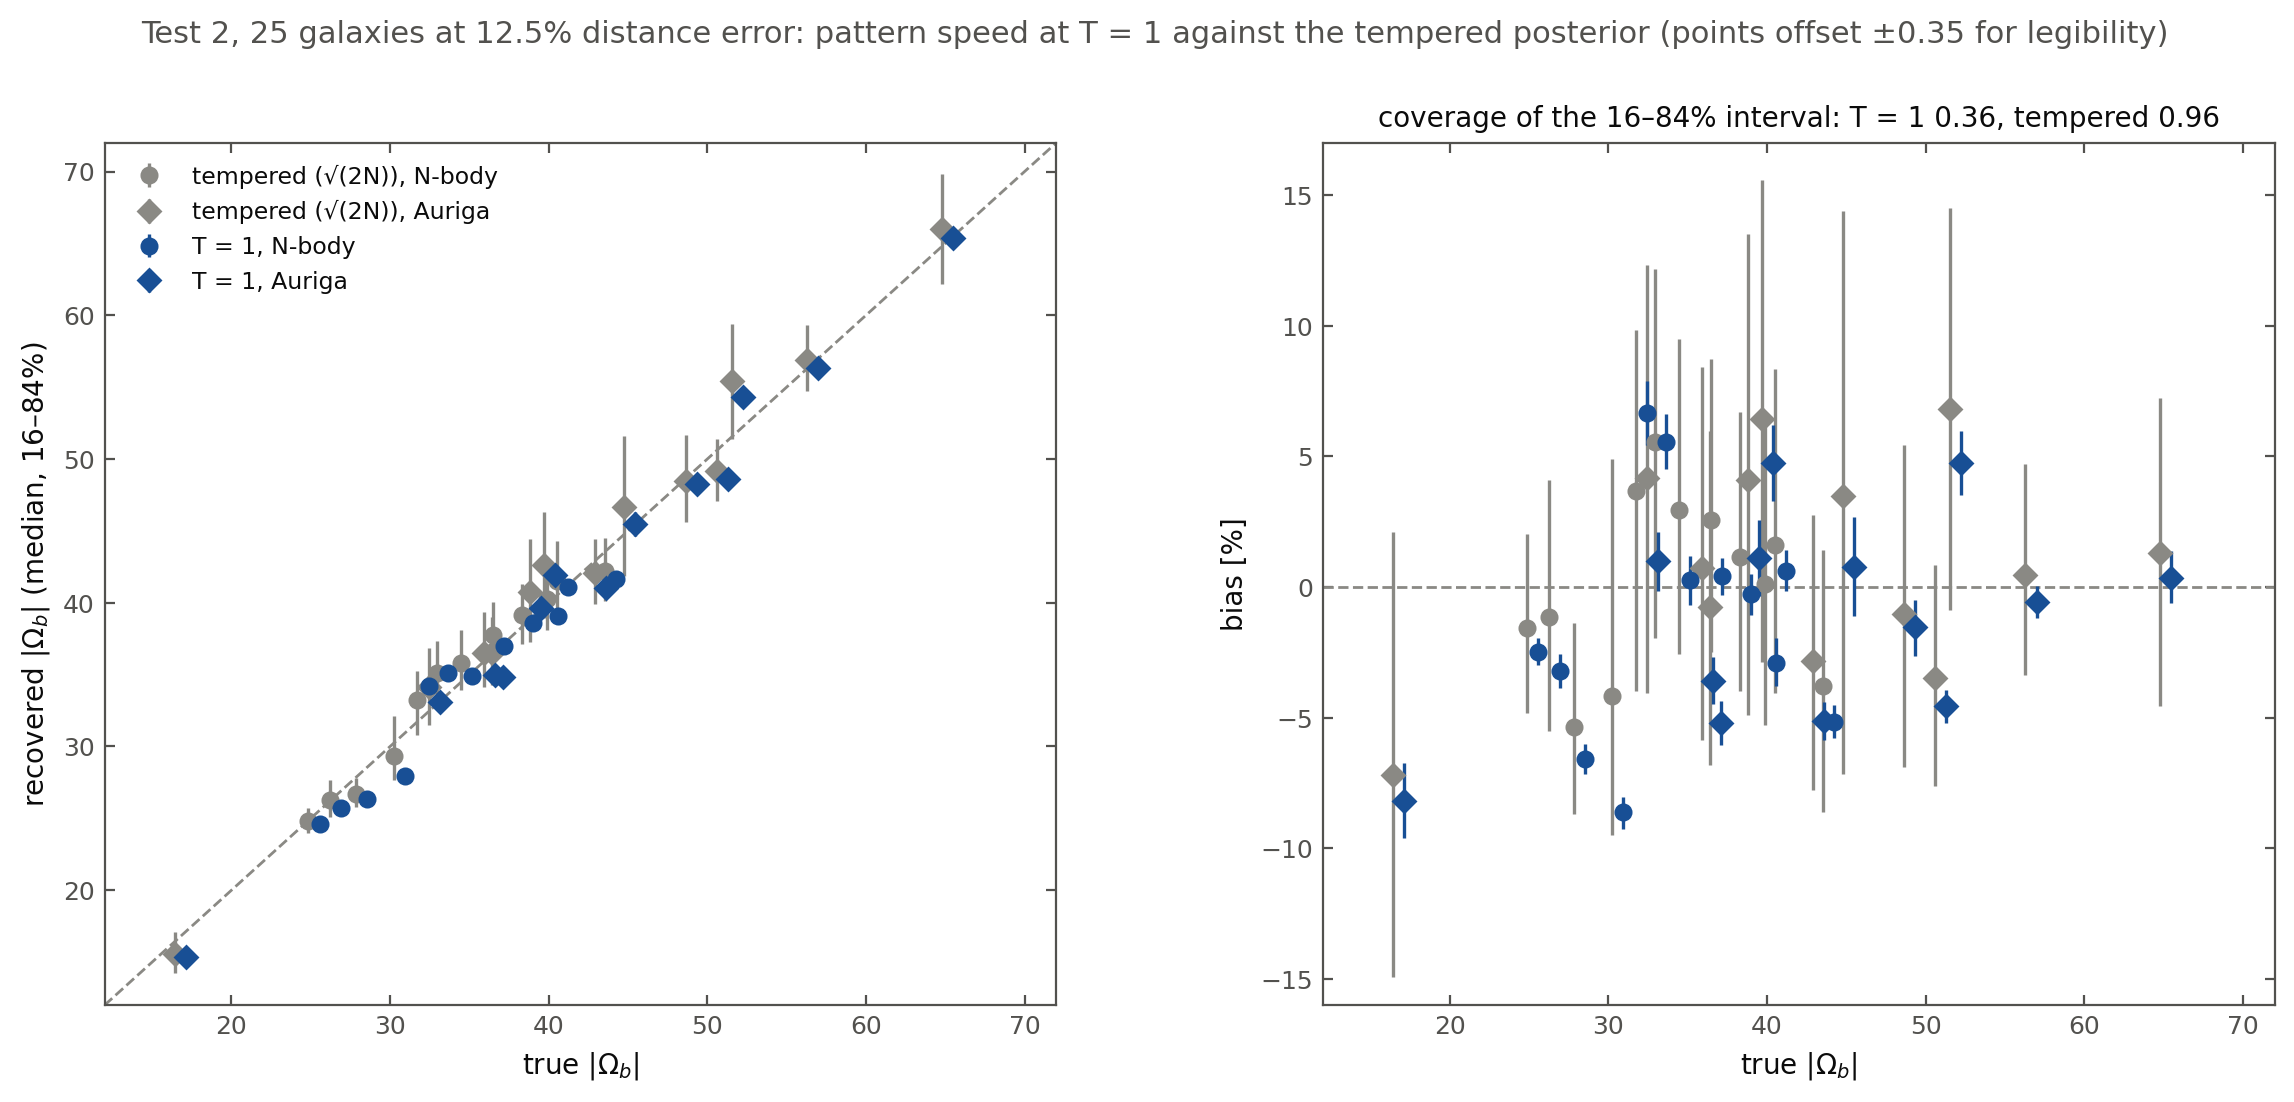 Test 2, 25 galaxies at 12.5% distance error: pattern speed at T = 1 against the tempered posterior (points offset ±0.35 for legibility)
coverage of the 16–84% interval: T = 1 0.36, tempered 0.96
tempered (√(2N)), N-body
tempered (√(2N)), Auriga
T = 1, N-body
T = 1, Auriga
recovered |Ω_b| (median, 16–84%)
70
60
50
40
30
20
20 30 40 50 60 70
true |Ω_b|
bias [%]
15
10
5
0
−5
−10
−15
20 30 40 50 60 70
true |Ω_b|